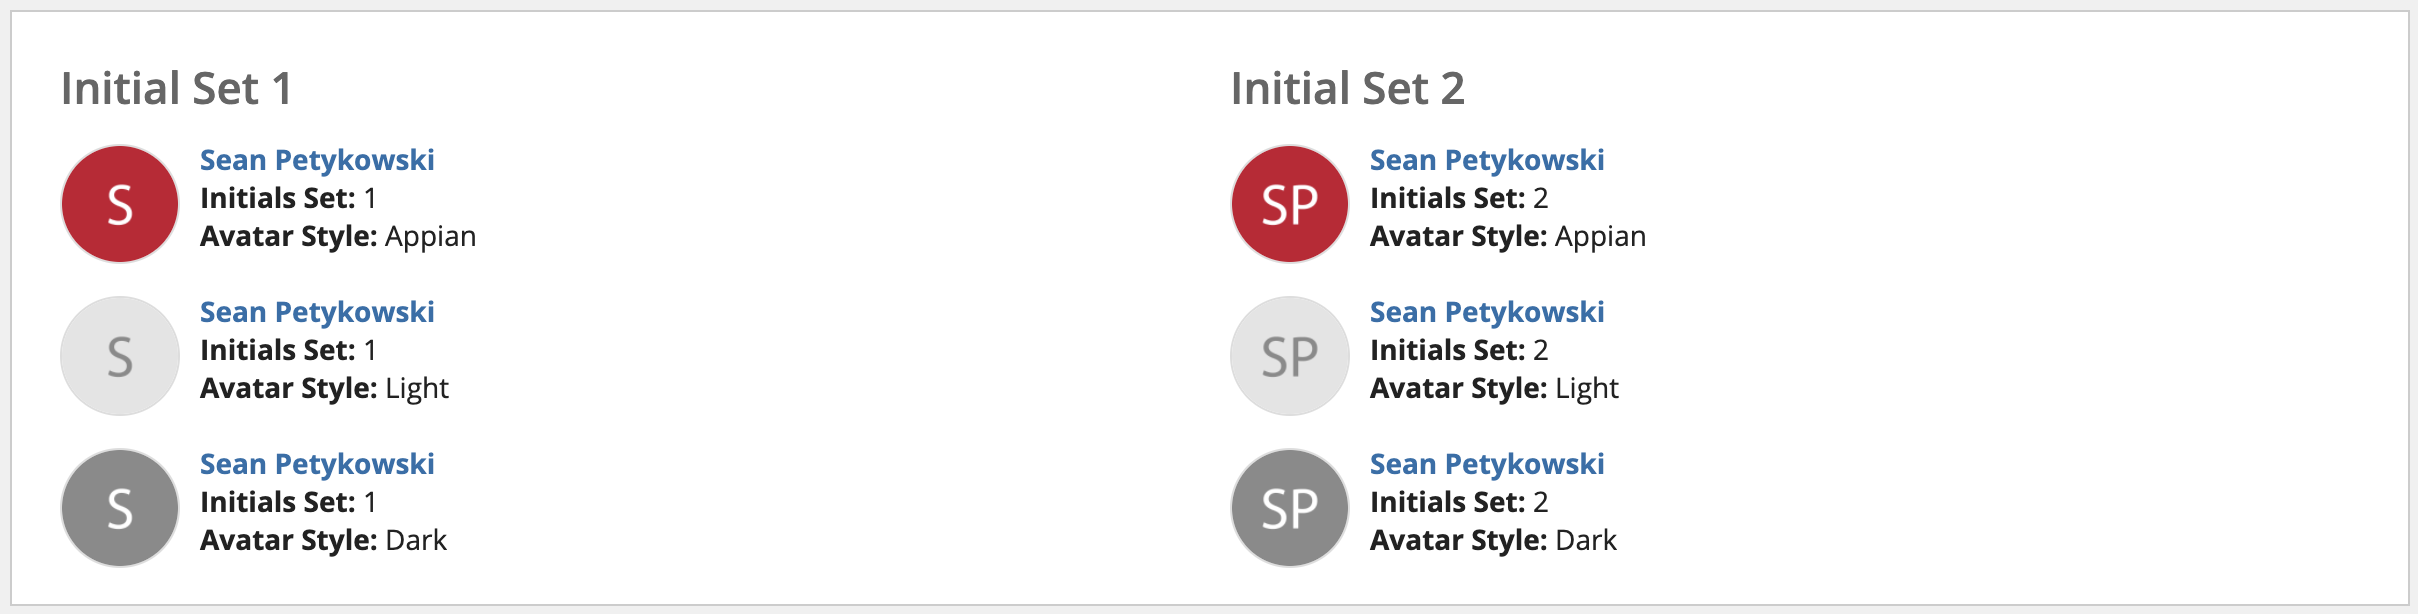 Initial Set 1
S
Sean Petykowski
Initials Set: 1
Avatar Style: Appian
S
Sean Petykowski
Initials Set: 1
Avatar Style: Light
S
Sean Petykowski
Initials Set: 1
Avatar Style: Dark
Initial Set 2
SP
Sean Petykowski
Initials Set: 2
Avatar Style: Appian
SP
Sean Petykowski
Initials Set: 2
Avatar Style: Light
SP
Sean Petykowski
Initials Set: 2
Avatar Style: Dark